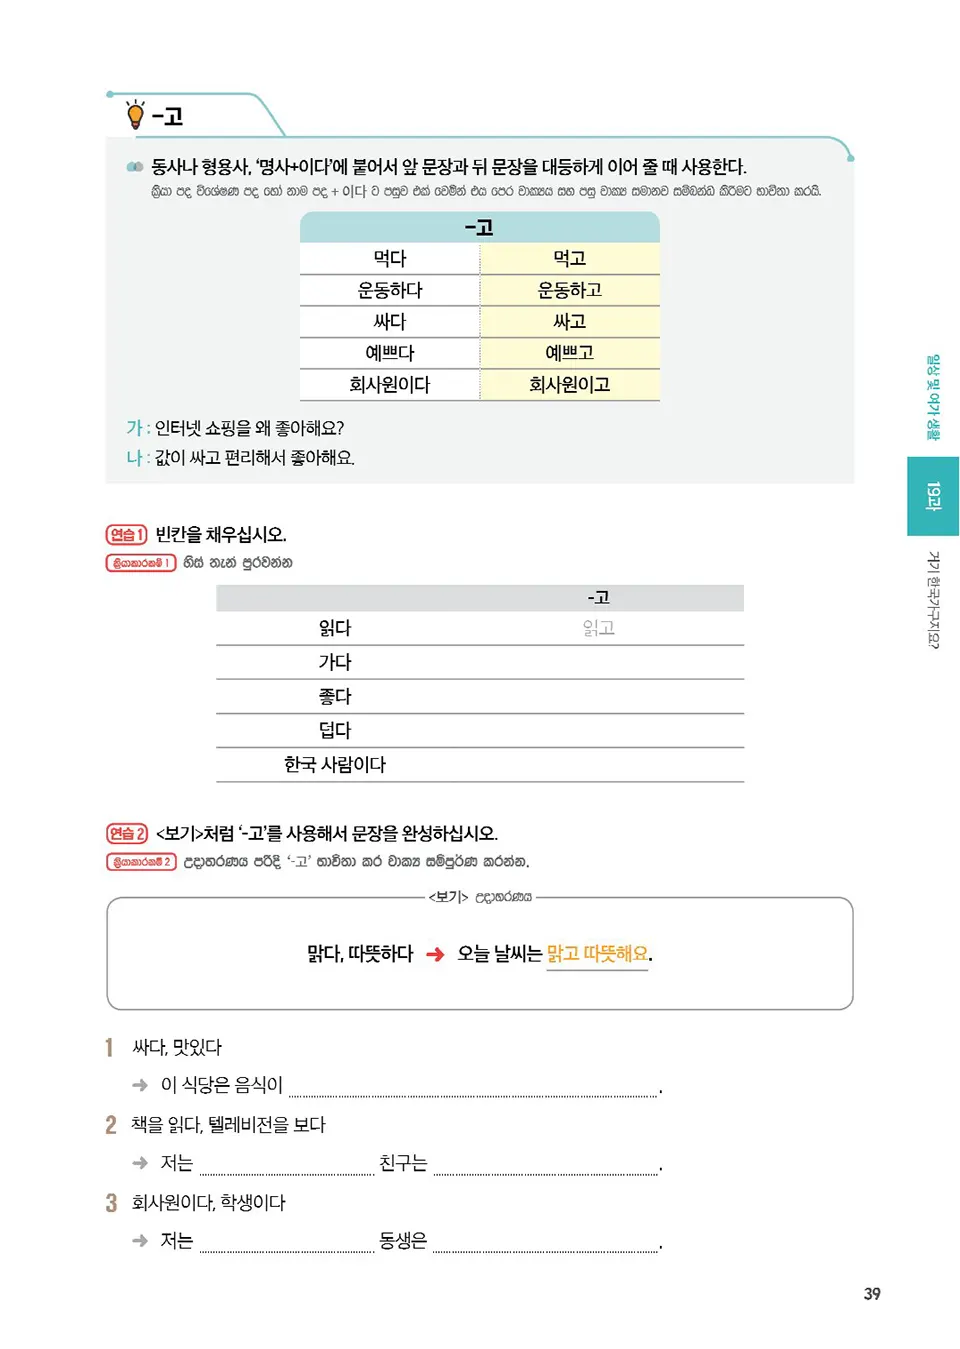 -고
동사나 형용사, ‘명사+이다’에 붙어서 앞 문장과 뒤 문장을 대등하게 이어 줄 때 사용한다.
ක්‍රියා පද විශේෂණ පද හෝ නාම පද + 이다 ට පසුව එක් වෙමින් එය පෙර වාක්‍යය සහ පසු වාක්‍ය සමානව සම්බන්ධ කිරීමට භාවිතා කරයි.
-고
먹다 먹고
운동하다 운동하고
싸다 싸고
예쁘다 예쁘고
회사원이다 회사원이고
가 : 인터넷 쇼핑을 왜 좋아해요?
나 : 값이 싸고 편리해서 좋아해요.
연습 1 빈칸을 채우십시오.
ක්‍රියාකාරකම් 1 හිස් තැන් පුරවන්න
-고
읽다 읽고
가다
좋다
덥다
한국 사람이다
연습 2 <보기>처럼 ‘-고’를 사용해서 문장을 완성하십시오.
ක්‍රියාකාරකම් 2 උදාහරණය පරිදි ‘-고’ භාවිතා කර වාක්‍ය සම්පූර්ණ කරන්න.
<보기> උදාහරණය
맑다, 따뜻하다 ➜ 오늘 날씨는 맑고 따뜻해요.
1 싸다, 맛있다
➜ 이 식당은 음식이 .
2 책을 읽다, 텔레비전을 보다
➜ 저는 친구는 .
3 회사원이다, 학생이다
➜ 저는 동생은 .
일상 및 여가 생활
19과
거기 한국가구지요?
39